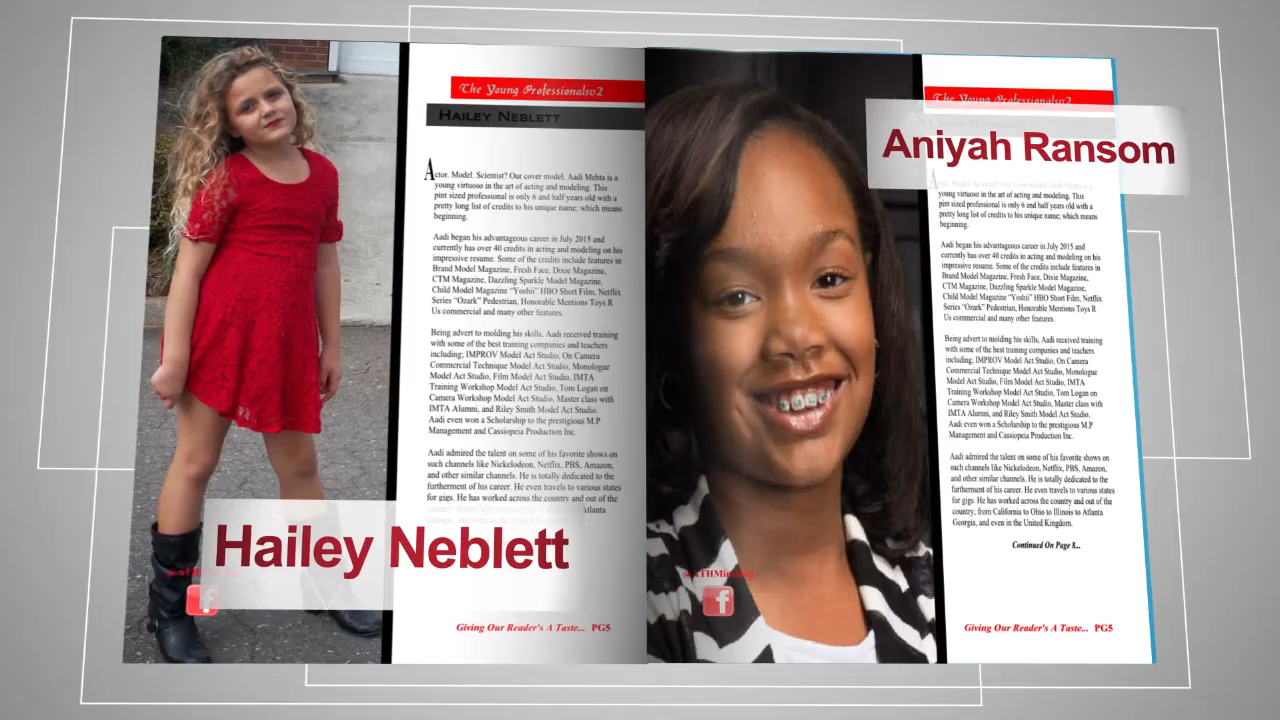 The Young Professionalsv2
HAILEY NEBLETT
Actor. Model. Scientist? Our cover model, Aadi Mehta is a
young virtuoso in the art of acting and modeling. This
pint sized professional is only 6 and half years old with a
pretty long list of credits to his unique name; which means
beginning.
Aadi began his advantageous career in July 2015 and
currently has over 40 credits in acting and modeling on his
impressive resume. Some of the credits include features in
Brand Model Magazine, Fresh Face, Dixie Magazine,
CTM Magazine, Dazzling Sparkle Model Magazine,
Child Model Magazine “Yoshii” HBO Short Film, Netflix
Series “Ozark” Pedestrian, Honorable Mentions Toys R
Us commercial and many other features.
Being advert to molding his skills, Aadi received training
with some of the best training companies and teachers
including; IMPROV Model Act Studio, On Camera
Commercial Technique Model Act Studio, Monologue
Model Act Studio, Film Model Act Studio, IMTA
Training Workshop Model Act Studio, Tom Logan on
Camera Workshop Model Act Studio, Master class with
IMTA Alumni, and Riley Smith Model Act Studio.
Aadi even won a Scholarship to the prestigious M.P
Management and Cassiopeia Production Inc.
Aadi admired the talent on some of his favorite shows on
such channels like Nickelodeon, Netflix, PBS, Amazon,
and other similar channels. He is totally dedicated to the
furtherment of his career. He even travels to various states
for gigs. He has worked across the country and out of the
Atlanta
Hailey Neblett
Giving Our Reader's A Taste... PG5
The Young Professionalsv2
Aniyah Ransom
Actor. Model. Scientist? Our cover model, Aadi Mehta is a
young virtuoso in the art of acting and modeling. This
pint sized professional is only 6 and half years old with a
pretty long list of credits to his unique name; which means
beginning.
Aadi began his advantageous career in July 2015 and
currently has over 40 credits in acting and modeling on his
impressive resume. Some of the credits include features in
Brand Model Magazine, Fresh Face, Dixie Magazine,
CTM Magazine, Dazzling Sparkle Model Magazine,
Child Model Magazine “Yoshii” HBO Short Film, Netflix
Series “Ozark” Pedestrian, Honorable Mentions Toys R
Us commercial and many other features.
Being advert to molding his skills, Aadi received training
with some of the best training companies and teachers
including; IMPROV Model Act Studio, On Camera
Commercial Technique Model Act Studio, Monologue
Model Act Studio, Film Model Act Studio, IMTA
Training Workshop Model Act Studio, Tom Logan on
Camera Workshop Model Act Studio, Master class with
IMTA Alumni, and Riley Smith Model Act Studio.
Aadi even won a Scholarship to the prestigious M.P
Management and Cassiopeia Production Inc.
Aadi admired the talent on some of his favorite shows on
such channels like Nickelodeon, Netflix, PBS, Amazon,
and other similar channels. He is totally dedicated to the
furtherment of his career. He even travels to various states
for gigs. He has worked across the country and out of the
country; from California to Ohio to Illinois to Atlanta
Georgia, and even in the United Kingdom.
Continued On Page 8...
Giving Our Reader's A Taste... PG5